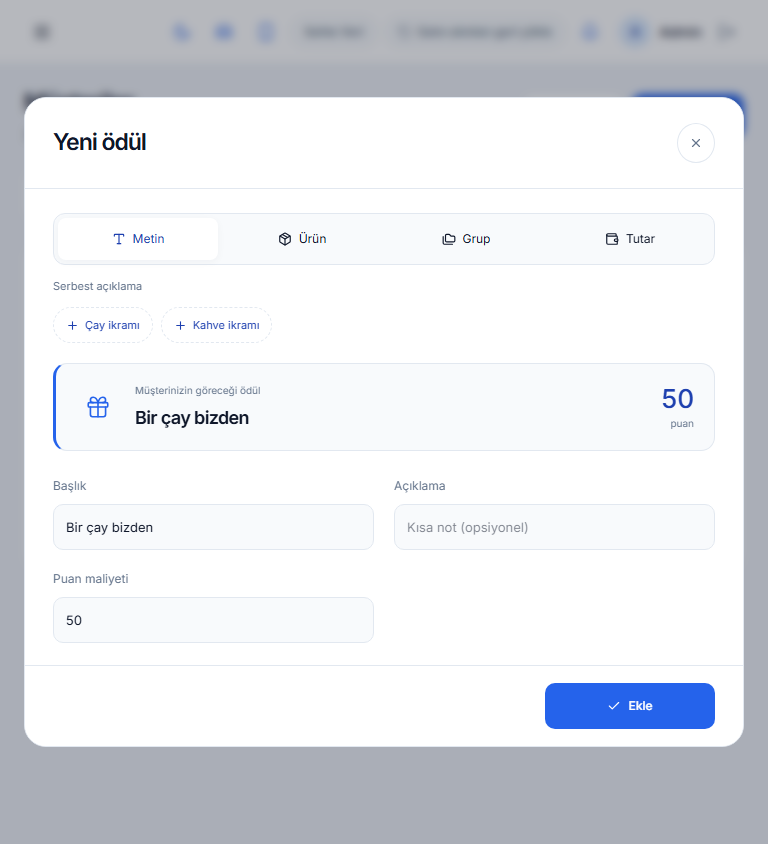 Yeni ödül
Metin
Ürün
Grup
Tutar
Serbest açıklama
Çay ikramı
Kahve ikramı
Müşterinizin göreceği ödül
Bir çay bizden
50
puan
Başlık
Açıklama
Bir çay bizden
Kısa not (opsiyonel)
Puan maliyeti
50
Ekle